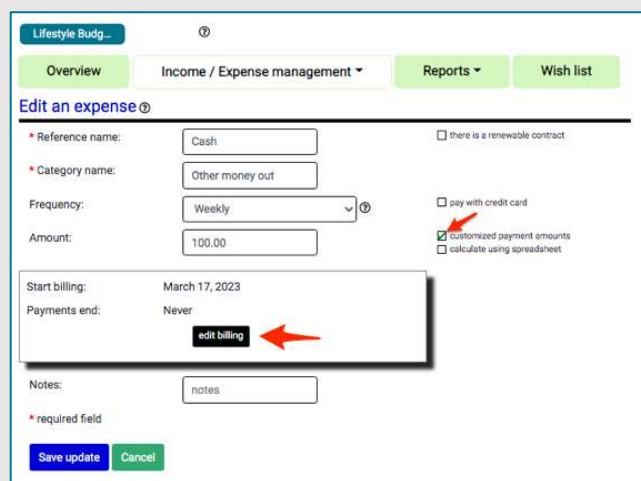 Lifestyle Budg...
Overview
Income / Expense management
Reports
Wish list
Edit an expense
* Reference name:
Cash
there is a renewable contract
* Category name:
Other money out
Frequency:
Weekly
pay with credit card
Amount:
100.00
customized payment amounts
calculate using spreadsheet
Start billing:
March 17, 2023
Payments end:
Never
edit billing
Notes:
notes
* required field
Save update
Cancel